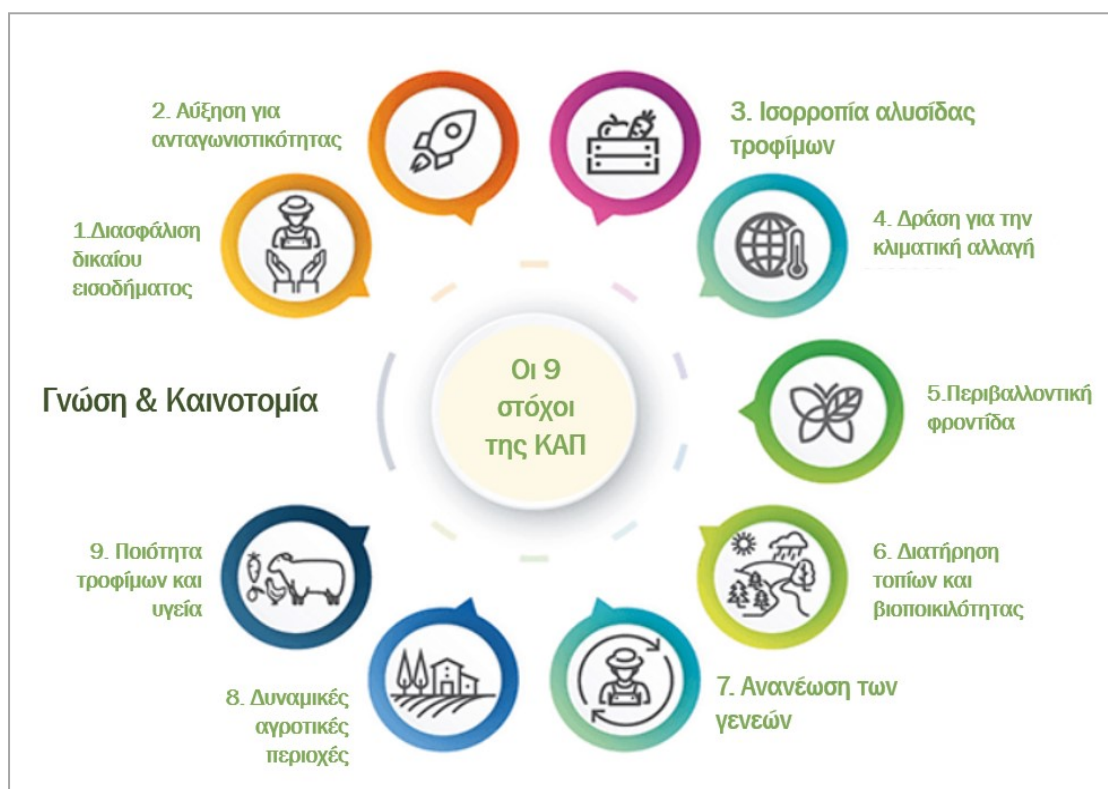 2. Αύξηση για
ανταγωνιστικότητας
3. Ισορροπία αλυσίδας
τροφίμων
1.Διασφάλιση
δικαίου
εισοδήματος
4. Δράση για την
κλιματική αλλαγή
Οι 9
στόχοι
της ΚΑΠ
Γνώση & Καινοτομία
5.Περιβαλλοντική
φροντίδα
9. Ποιότητα
τροφίμων και
υγεία
6. Διατήρηση
τοπίων και
βιοποικιλότητας
8. Δυναμικές
αγροτικές
περιοχές
7. Ανανέωση των
γενεών